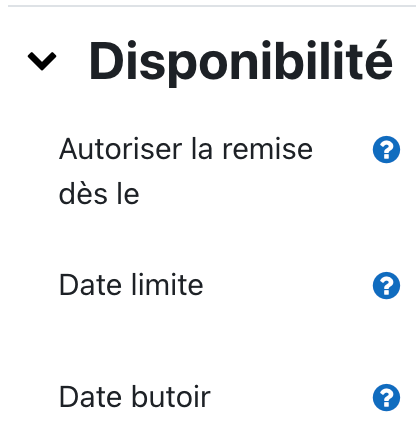 Disponibilité
Autoriser la remise
dès le
Date limite
Date butoir